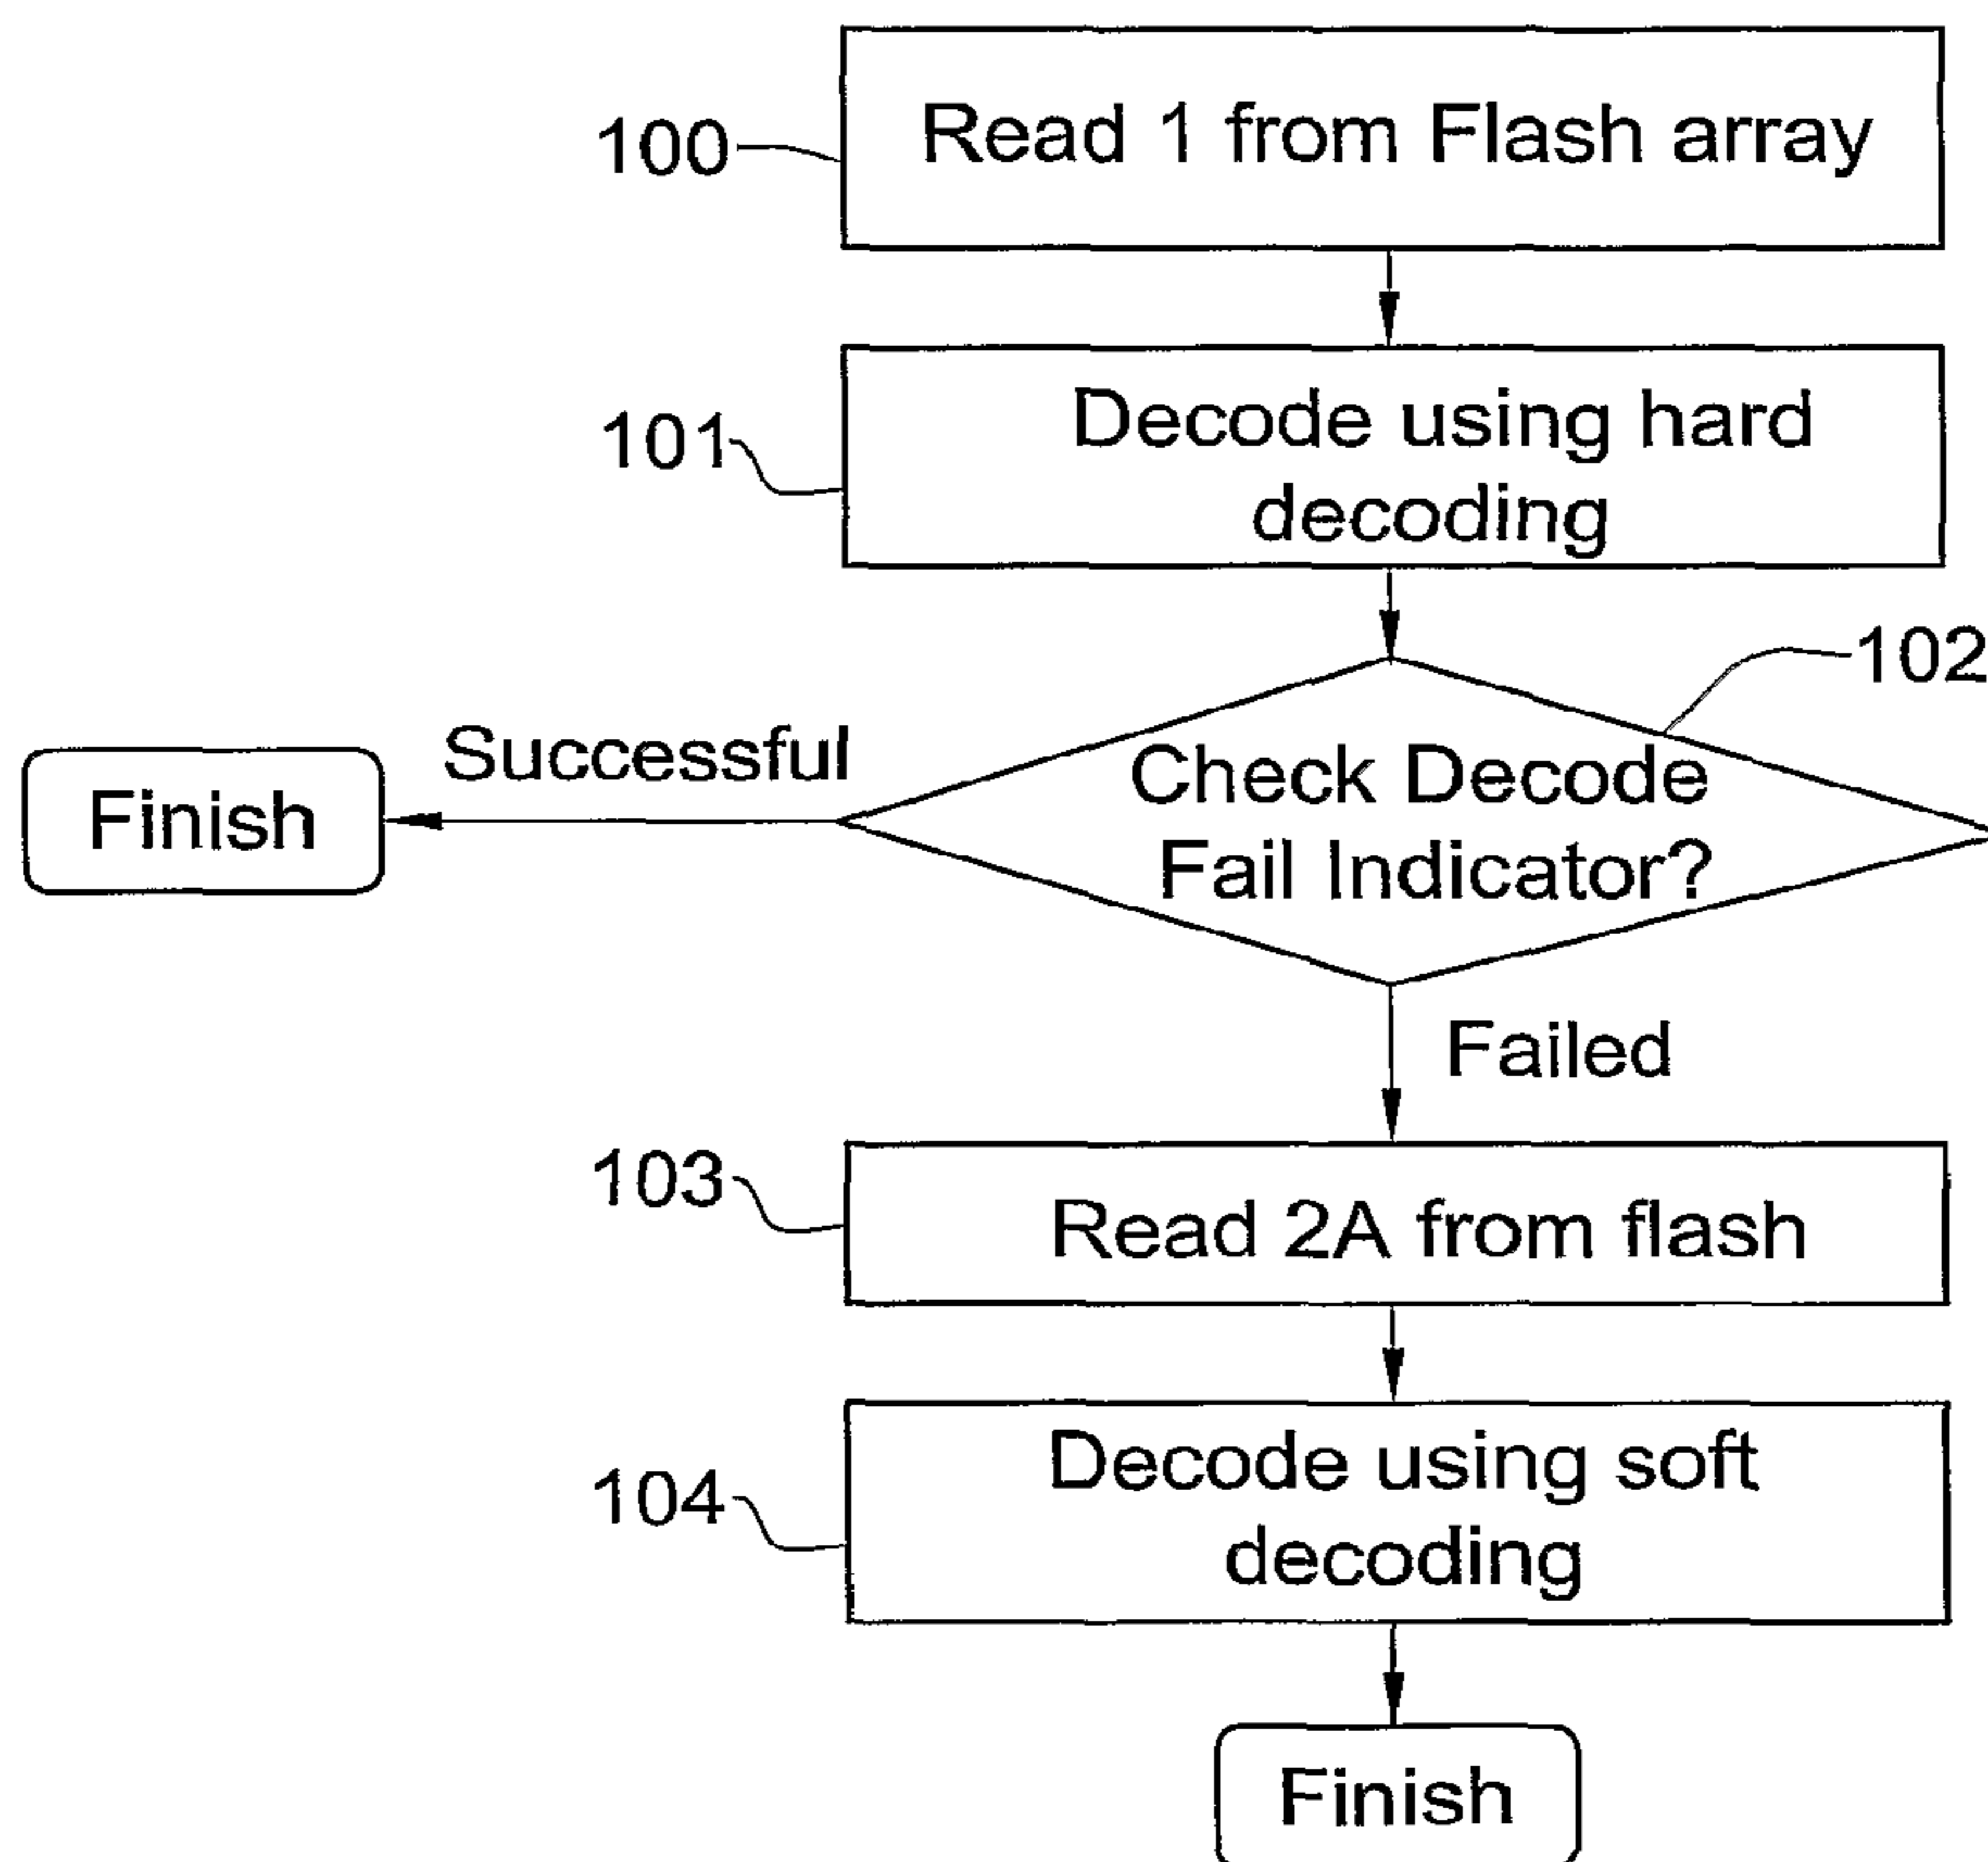 100
Read 1 from Flash array
101
Decode using hard
decoding
102
Successful
Finish
Check Decode
Fail Indicator?
Failed
103
Read 2A from flash
104
Decode using soft
decoding
Finish